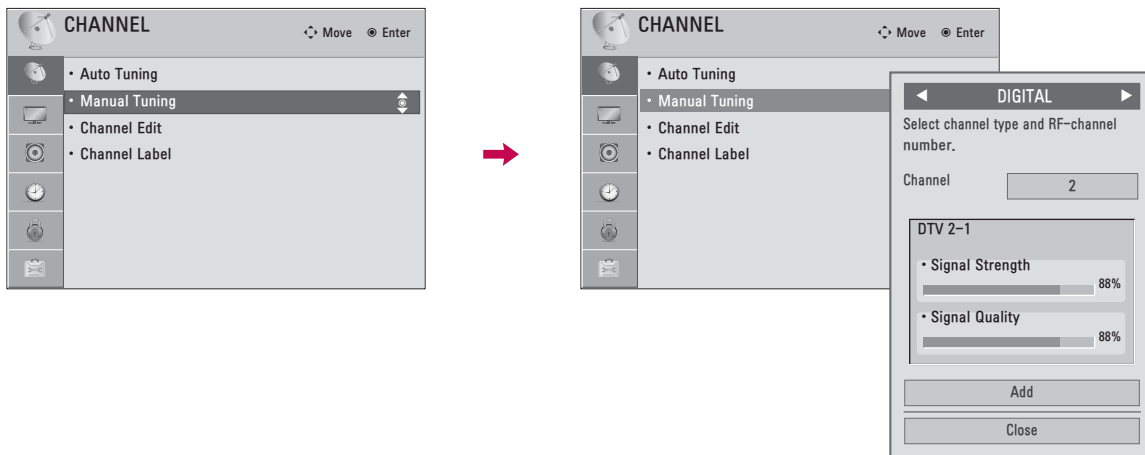 CHANNEL
Move Enter
• Auto Tuning
• Manual Tuning
• Channel Edit
• Channel Label
CHANNEL
Move Enter
• Auto Tuning
• Manual Tuning
• Channel Edit
• Channel Label
DIGITAL
Select channel type and RF-channel
number.
Channel 2
DTV 2-1
• Signal Strength
88%
• Signal Quality
88%
Add
Close